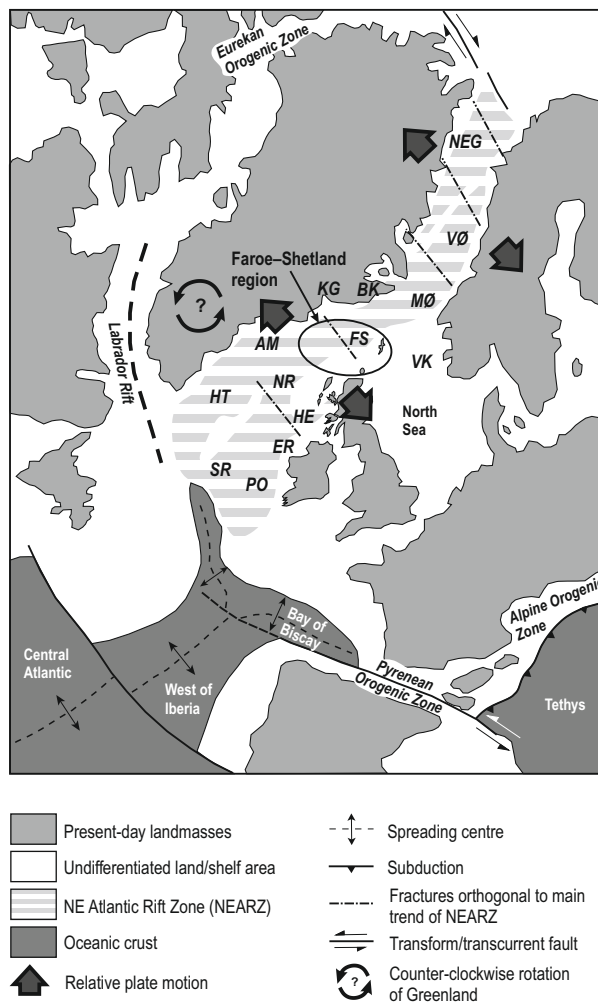 Eurekan
Orogenic Zone
NEG
VØ
Faroe–Shetland
region
KG
BK
MØ
?
AM
FS
VK
Labrador Rift
HT
NR
North
Sea
HE
ER
SR
PO
Alpine Orogenic
Zone
Bay of
Biscay
Central
Atlantic
West of
Iberia
Pyrenean
Orogenic Zone
Tethys
Present-day landmasses
Undifferentiated land/shelf area
NE Atlantic Rift Zone (NEARZ)
Oceanic crust
Relative plate motion
Spreading centre
Subduction
Fractures orthogonal to main
trend of NEARZ
Transform/transcurrent fault
?
Counter-clockwise rotation
of Greenland